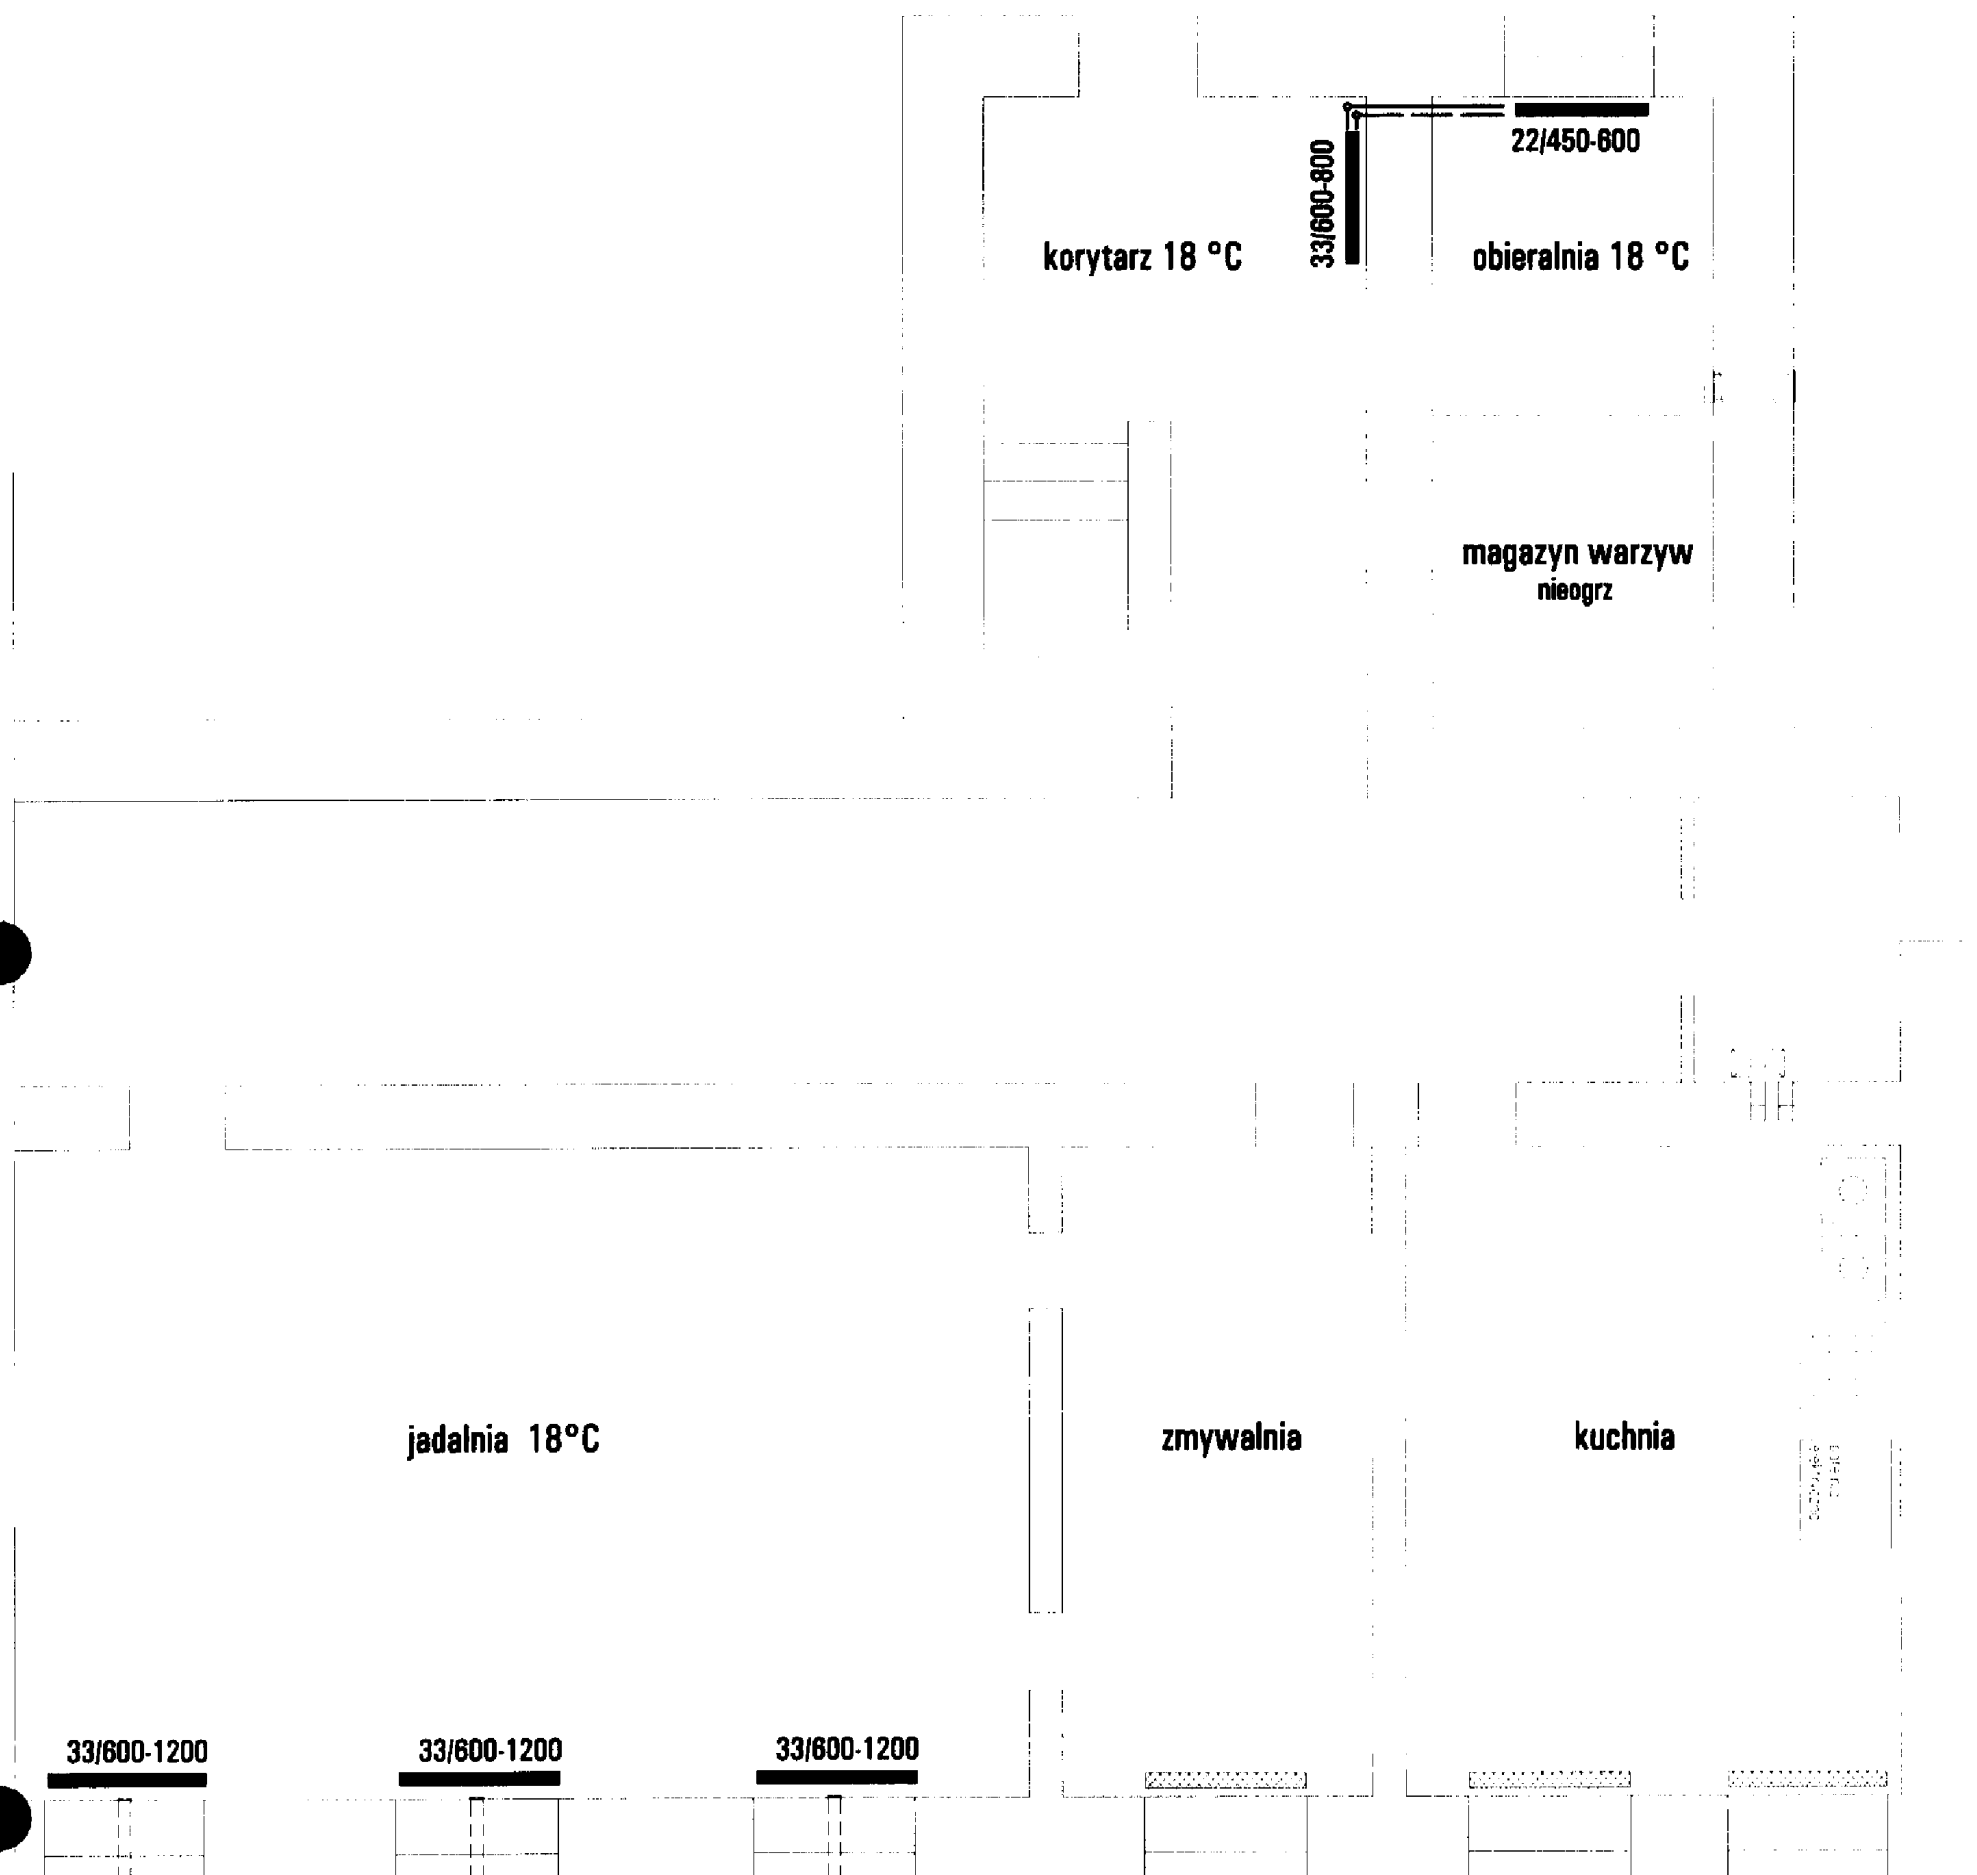 22/450-600
33/600-800
korytarz 18 °C
obieralnia 18 °C
magazyn warzyw
nieogrz
jadalnia 18°C
zmywalnia
kuchnia
33/600-1200
33/600-1200
33/600-1200